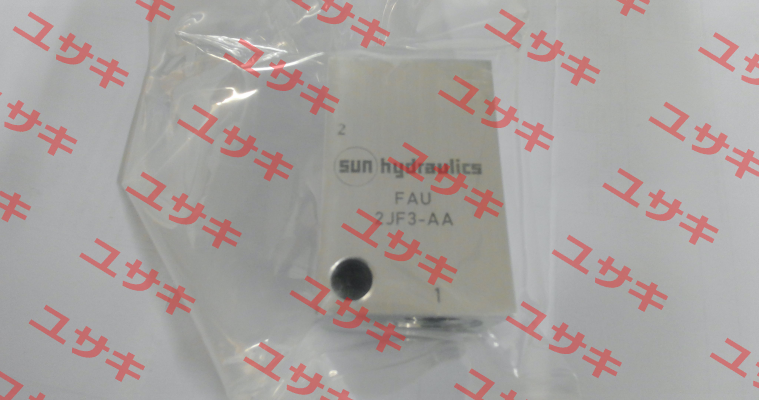 2
sun hydraulics
FAU
2JF3-AA
1
ユサキ